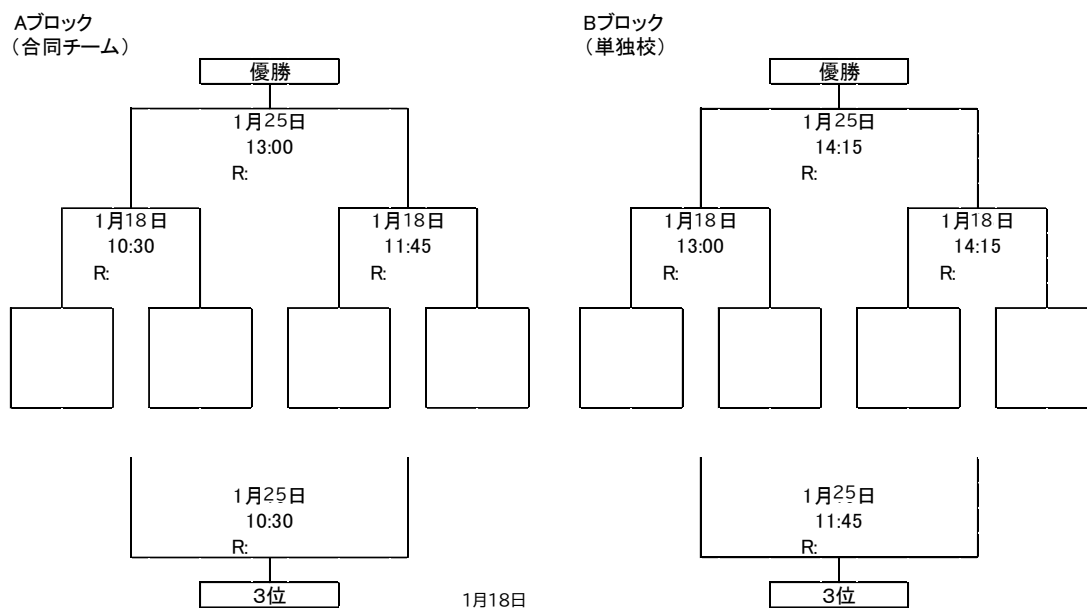 Aブロック
（合同チーム）
優勝
1月25日
13:00
R:
1月18日
10:30
R:
1月18日
11:45
R:
1月25日
10:30
R:
3位
1月18日
Bブロック
（単独校）
優勝
1月25日
14:15
R:
1月18日
13:00
R:
1月18日
14:15
R:
1月25日
11:45
R:
3位